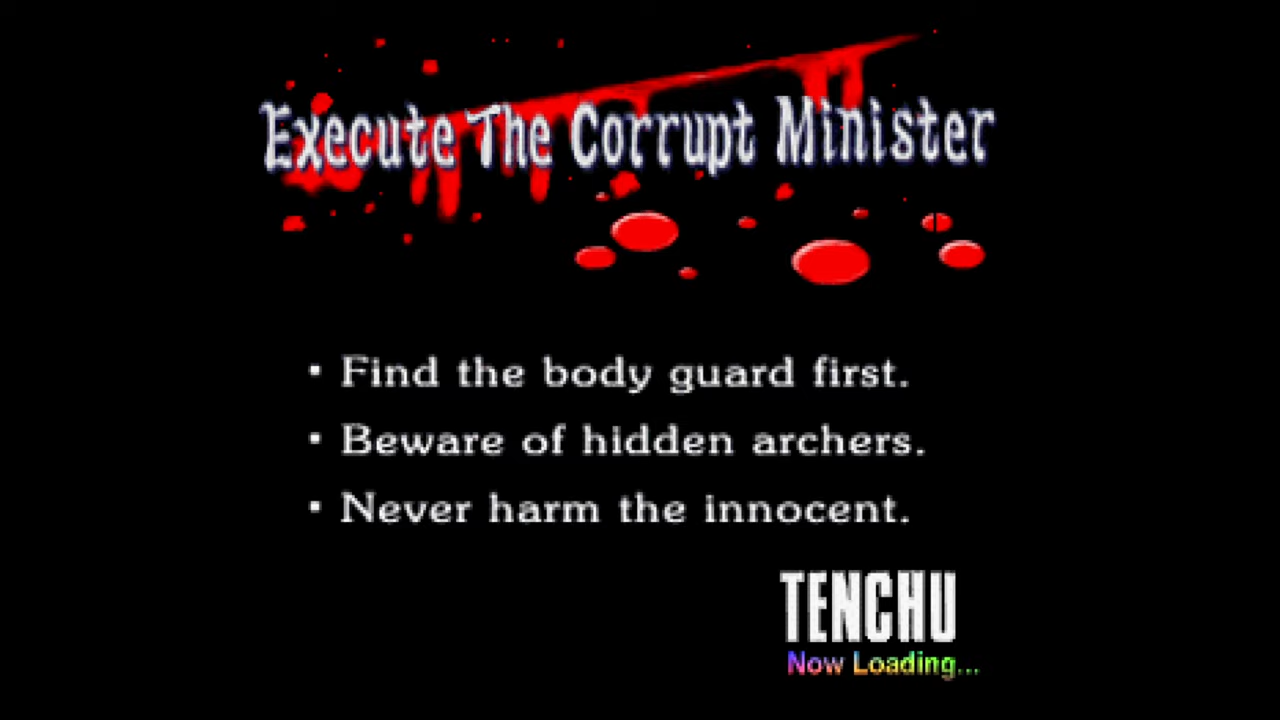 Execute The Corrupt Minister
▪ Find the body guard first.
▪ Beware of hidden archers.
▪ Never harm the innocent.
TENCHU
Now Loading...